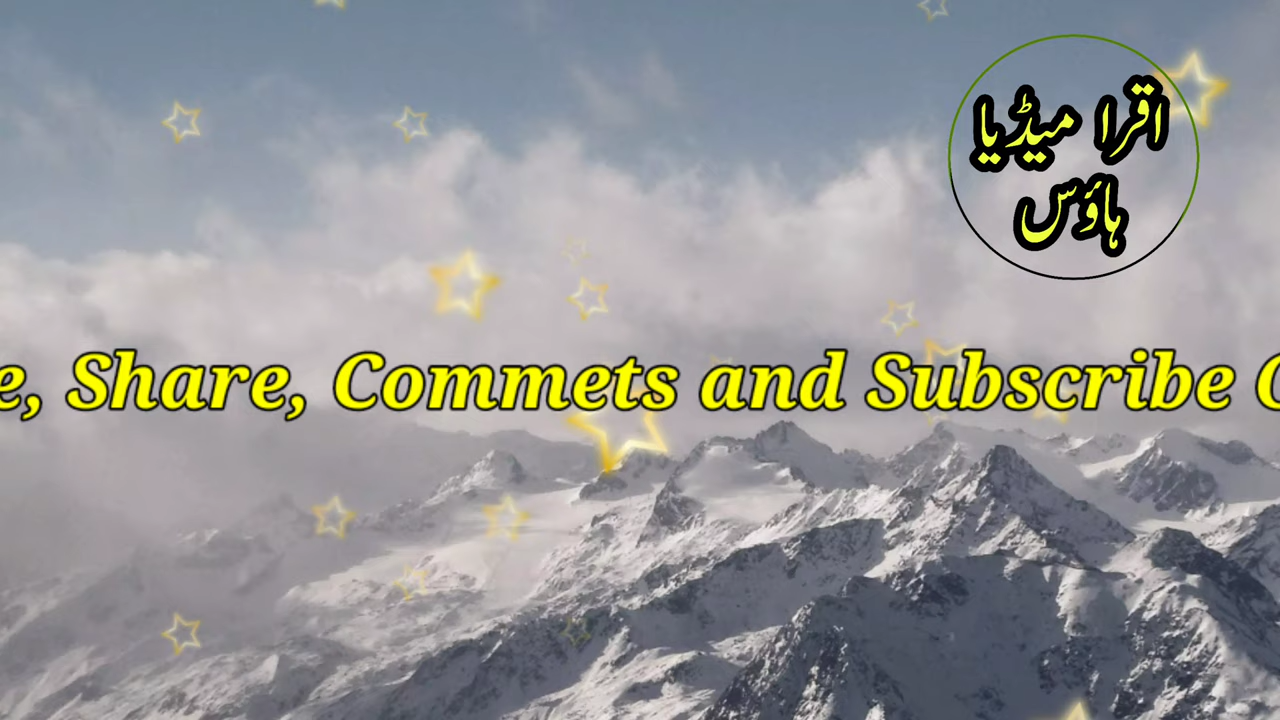 اقرا میڈیا
ہاؤس
e, Share, Commets and Subscribe